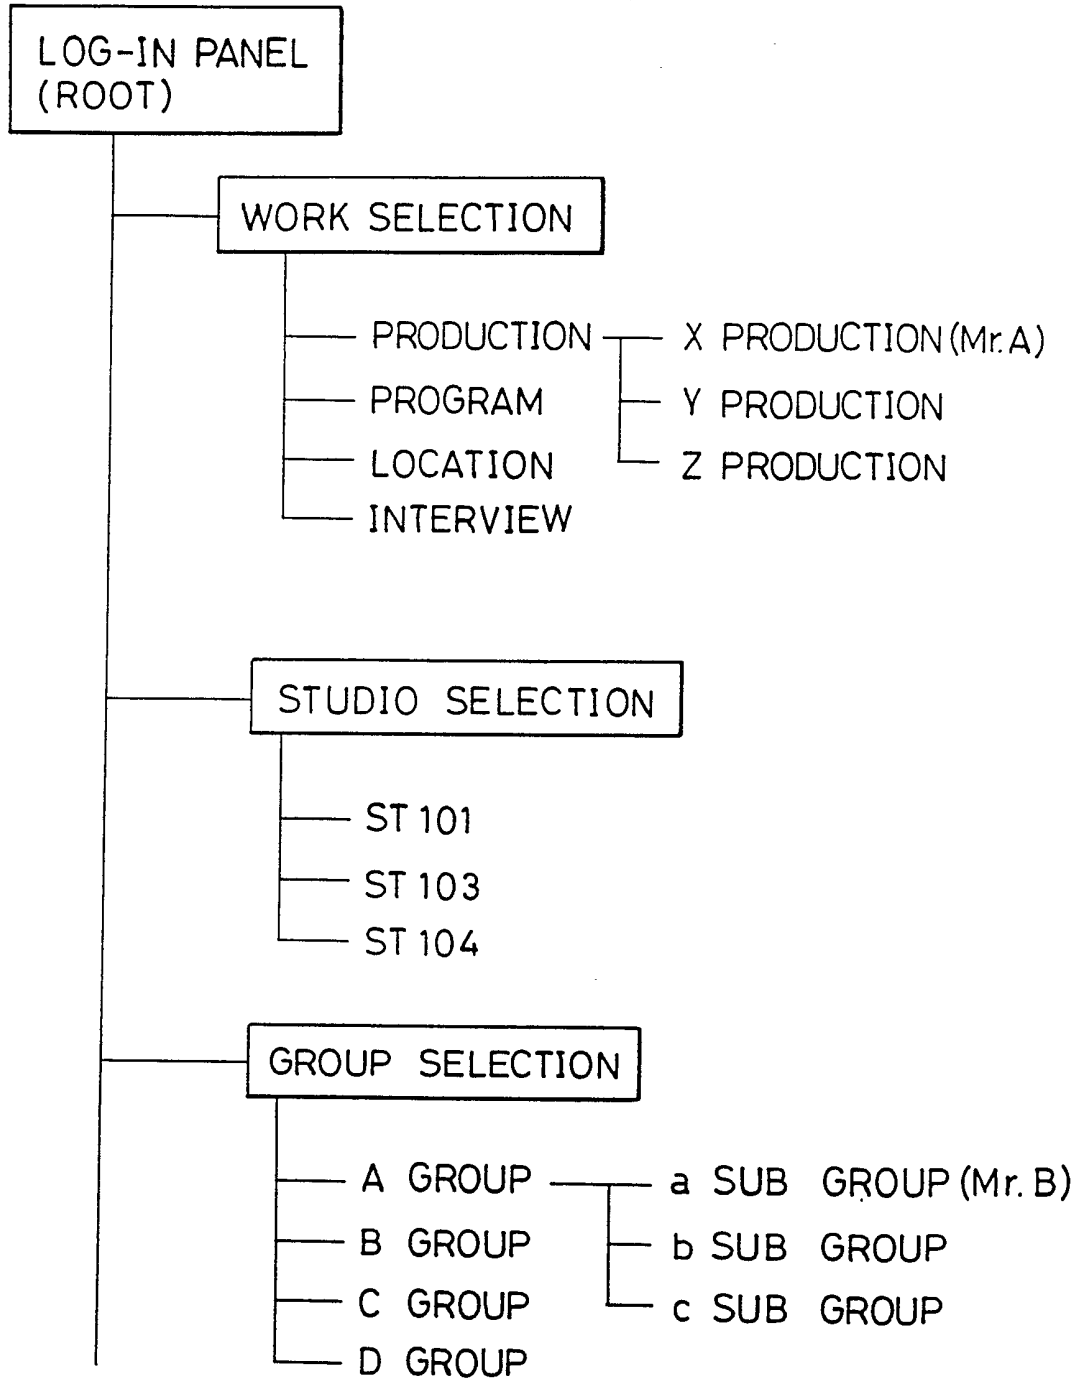 LOG-IN PANEL
(ROOT)
WORK SELECTION
PRODUCTION X PRODUCTION (Mr. A)
PROGRAM Y PRODUCTION
LOCATION Z PRODUCTION
INTERVIEW
STUDIO SELECTION
ST 101
ST 103
ST 104
GROUP SELECTION
A GROUP a SUB GROUP (Mr. B)
B GROUP b SUB GROUP
C GROUP c SUB GROUP
D GROUP